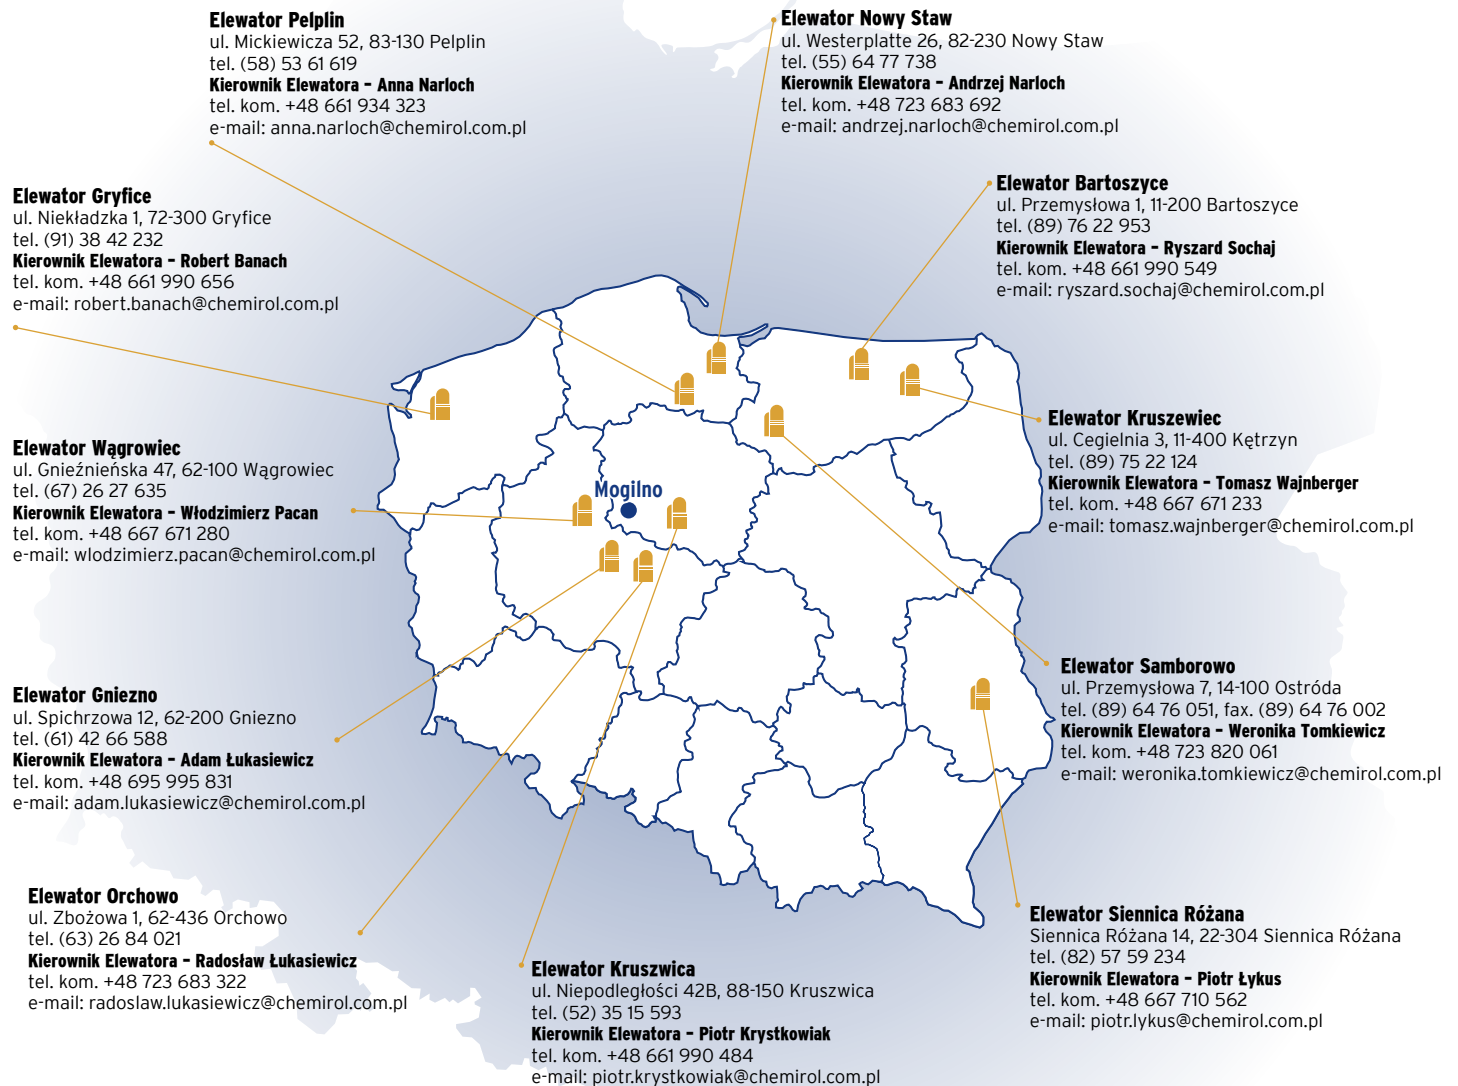 Elewator Pelplin
ul. Mickiewicza 52, 83-130 Pelplin
tel. (58) 53 61 619
Kierownik Elewatora – Anna Narloch
tel. kom. +48 661 934 323
e-mail: anna.narloch@chemirol.com.pl
Elewator Nowy Staw
ul. Westerplatte 26, 82-230 Nowy Staw
tel. (55) 64 77 738
Kierownik Elewatora – Andrzej Narloch
tel. kom. +48 723 683 692
e-mail: andrzej.narloch@chemirol.com.pl
Elewator Gryfice
ul. Niekładzka 1, 72-300 Gryfice
tel. (91) 38 42 232
Kierownik Elewatora – Robert Banach
tel. kom. +48 661 990 656
e-mail: robert.banach@chemirol.com.pl
Elewator Bartoszyce
ul. Przemysłowa 1, 11-200 Bartoszyce
tel. (89) 76 22 953
Kierownik Elewatora – Ryszard Sochaj
tel. kom. +48 661 990 549
e-mail: ryszard.sochaj@chemirol.com.pl
Elewator Wągrowiec
ul. Gnieźnieńska 47, 62-100 Wągrowiec
tel. (67) 26 27 635
Kierownik Elewatora – Włodzimierz Pacan
tel. kom. +48 667 671 280
e-mail: wlodzimierz.pacan@chemirol.com.pl
Mogilno
Elewator Kruszewiec
ul. Cegielnia 3, 11-400 Kętrzyn
tel. (89) 75 22 124
Kierownik Elewatora – Tomasz Wajnberger
tel. kom. +48 667 671 233
e-mail: tomasz.wajnberger@chemirol.com.pl
Elewator Gniezno
ul. Spichrzowa 12, 62-200 Gniezno
tel. (61) 42 66 588
Kierownik Elewatora – Adam Łukasiewicz
tel. kom. +48 695 995 831
e-mail: adam.lukasiewicz@chemirol.com.pl
Elewator Samborowo
ul. Przemysłowa 7, 14-100 Ostróda
tel. (89) 64 76 051, fax. (89) 64 76 002
Kierownik Elewatora – Weronika Tomkiewicz
tel. kom. +48 723 820 061
e-mail: weronika.tomkiewicz@chemirol.com.pl
Elewator Orchowo
ul. Zbożowa 1, 62-436 Orchowo
tel. (63) 26 84 021
Kierownik Elewatora – Radosław Łukasiewicz
tel. kom. +48 723 683 322
e-mail: radoslaw.lukasiewicz@chemirol.com.pl
Elewator Kruszwica
ul. Niepodległości 42B, 88-150 Kruszwica
tel. (52) 35 15 593
Kierownik Elewatora – Piotr Krystkowiak
tel. kom. +48 661 990 484
e-mail: piotr.krystkowiak@chemirol.com.pl
Elewator Siennica Różana
Siennica Różana 14, 22-304 Siennica Różana
tel. (82) 57 59 234
Kierownik Elewatora – Piotr Łykus
tel. kom. +48 667 710 562
e-mail: piotr.lykus@chemirol.com.pl